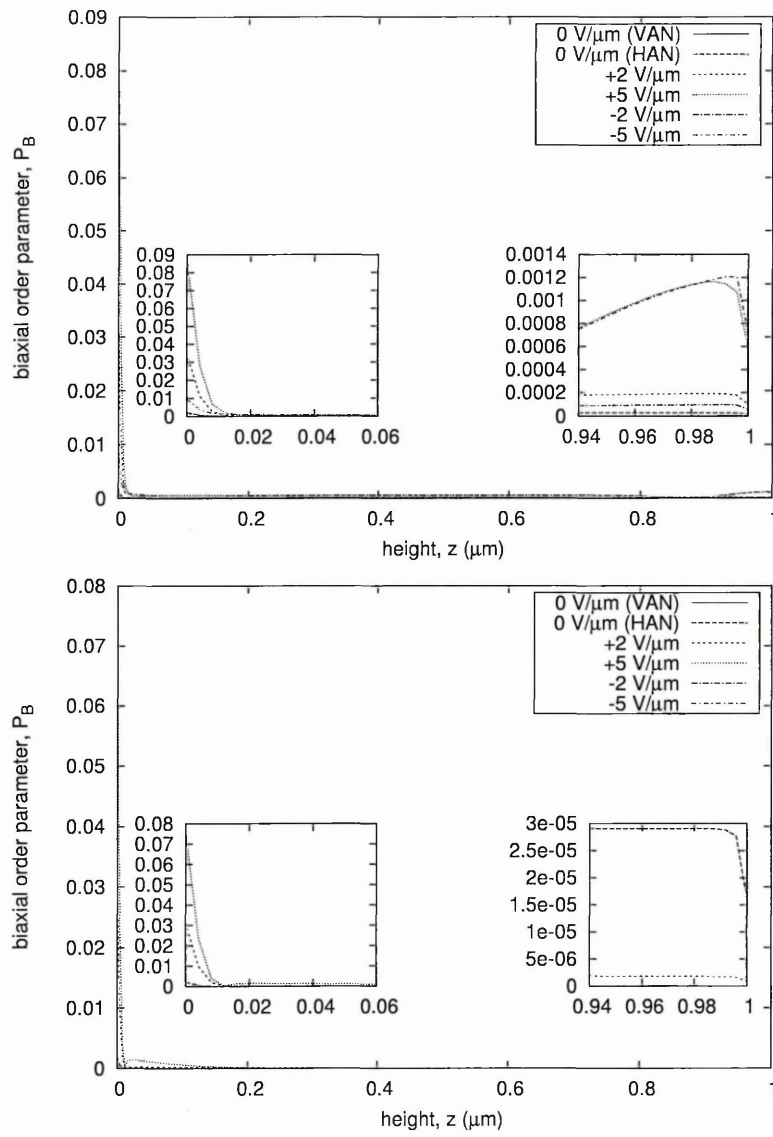 0.09
0.08
0.07
0.06
0.05
0.04
0.03
0.02
0.01
0
biaxial order parameter, P_B
0 0.2 0.4 0.6 0.8 1
height, z (μm)
0 V/μm (VAN)
0 V/μm (HAN)
+2 V/μm
+5 V/μm
-2 V/μm
-5 V/μm
0.09
0.08
0.07
0.06
0.05
0.04
0.03
0.02
0.01
0
0 0.02 0.04 0.06
0.0014
0.0012
0.001
0.0008
0.0006
0.0004
0.0002
0
0.94 0.96 0.98 1
0.08
0.07
0.06
0.05
0.04
0.03
0.02
0.01
0
biaxial order parameter, P_B
0 0.2 0.4 0.6 0.8 1
height, z (μm)
0 V/μm (VAN)
0 V/μm (HAN)
+2 V/μm
+5 V/μm
-2 V/μm
-5 V/μm
0.08
0.07
0.06
0.05
0.04
0.03
0.02
0.01
0
0 0.02 0.04 0.06
3e-05
2.5e-05
2e-05
1.5e-05
1e-05
5e-06
0
0.94 0.96 0.98 1